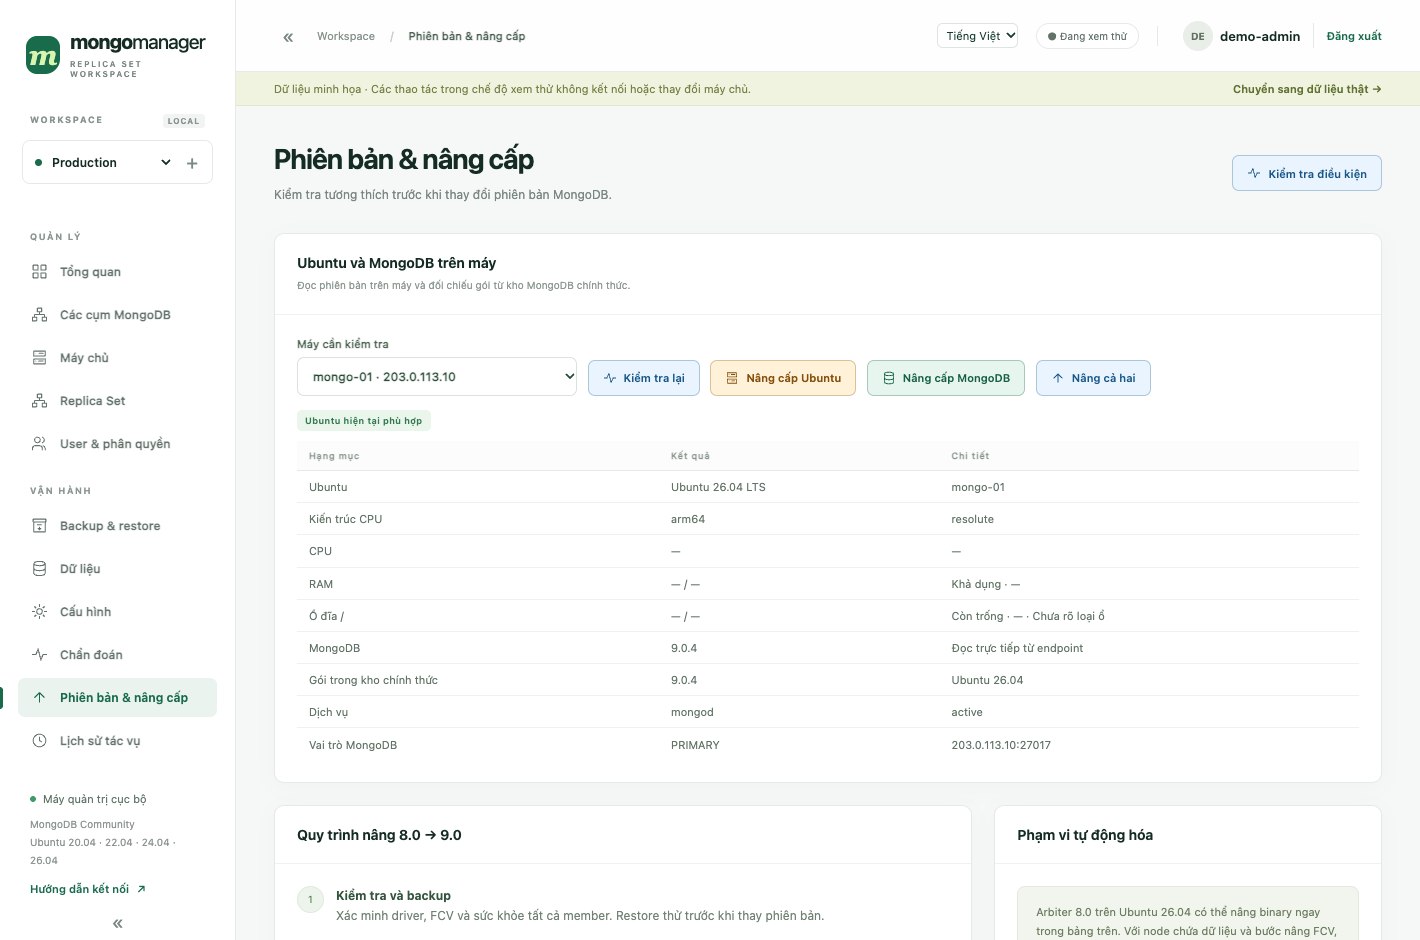 m
mongomanager
REPLICA SET
WORKSPACE
WORKSPACE
LOCAL
Production
QUẢN LÝ
Tổng quan
Các cụm MongoDB
Máy chủ
Replica Set
User & phân quyền
VẬN HÀNH
Backup & restore
Dữ liệu
Cấu hình
Chẩn đoán
Phiên bản & nâng cấp
Lịch sử tác vụ
Máy quản trị cục bộ
MongoDB Community
Ubuntu 20.04 · 22.04 · 24.04 ·
26.04
Hướng dẫn kết nối ↗
«
« Workspace / Phiên bản & nâng cấp
Tiếng Việt
Đang xem thử
DE demo-admin
Đăng xuất
Dữ liệu minh họa · Các thao tác trong chế độ xem thử không kết nối hoặc thay đổi máy chủ.
Chuyển sang dữ liệu thật →
Phiên bản & nâng cấp
Kiểm tra tương thích trước khi thay đổi phiên bản MongoDB.
Kiểm tra điều kiện
Ubuntu và MongoDB trên máy
Đọc phiên bản trên máy và đối chiếu gói từ kho MongoDB chính thức.
Máy cần kiểm tra
mongo-01 · 203.0.113.10
Kiểm tra lại
Nâng cấp Ubuntu
Nâng cấp MongoDB
Nâng cả hai
Ubuntu hiện tại phù hợp
Hạng mục Kết quả Chi tiết
Ubuntu Ubuntu 26.04 LTS mongo-01
Kiến trúc CPU arm64 resolute
CPU — —
RAM — / — Khả dụng · —
Ổ đĩa / — / — Còn trống · — · Chưa rõ loại ổ
MongoDB 9.0.4 Đọc trực tiếp từ endpoint
Gói trong kho chính thức 9.0.4 Ubuntu 26.04
Dịch vụ mongod active
Vai trò MongoDB PRIMARY 203.0.113.10:27017
Quy trình nâng 8.0 → 9.0
1 Kiểm tra và backup
Xác minh driver, FCV và sức khỏe tất cả member. Restore thử trước khi thay phiên bản.
Phạm vi tự động hóa
Arbiter 8.0 trên Ubuntu 26.04 có thể nâng binary ngay
trong bảng trên. Với node chứa dữ liệu và bước nâng FCV,